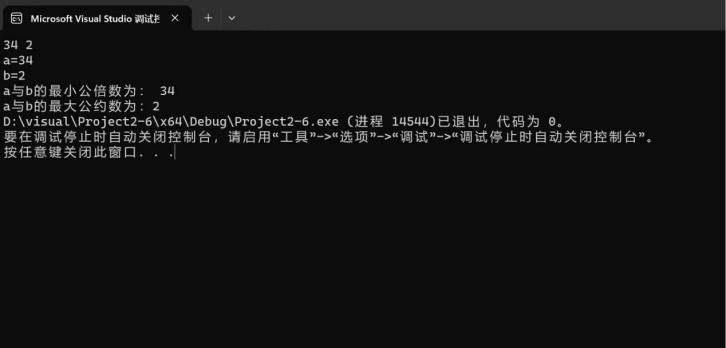 Microsoft Visual Studio 调试控
34 2
a=34
b=2
a与b的最小公倍数为： 34
a与b的最大公约数为：2
D:\visual\Project2-6\x64\Debug\Project2-6.exe (进程 14544)已退出，代码为 0。
要在调试停止时自动关闭控制台，请启用“工具”->“选项”->“调试”->“调试停止时自动关闭控制台”。
按任意键关闭此窗口. . .